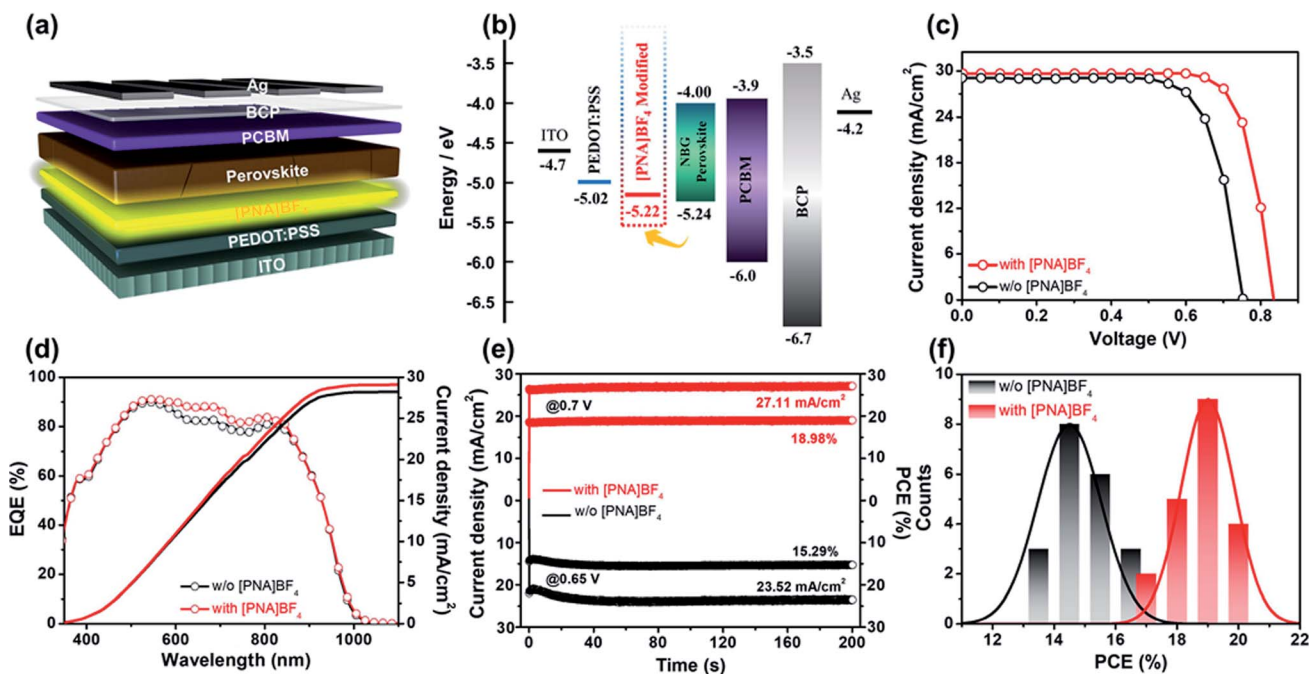 (a)
Ag
BCP
PCBM
Perovskite
[PNA]BF₄
PEDOT:PSS
ITO
(b)
Energy / eV
-3.5
-4.0
-4.5
-5.0
-5.5
-6.0
-6.5
ITO
-4.7
PEDOT:PSS
-5.02
[PNA]BF₄ Modified
-5.22
-4.00
NBG
Perovskite
-5.24
-3.9
PCBM
-6.0
-3.5
BCP
-6.7
Ag
-4.2
(c)
Current density (mA/cm²)
30
24
18
12
6
0
with [PNA]BF₄
w/o [PNA]BF₄
0.0 0.2 0.4 0.6 0.8
Voltage (V)
(d)
EQE (%)
100
80
60
40
20
0
w/o [PNA]BF₄
with [PNA]BF₄
30
25
20
15
10
5
0
Current density (mA/cm²)
400 600 800 1000
Wavelength (nm)
(e)
Current density (mA/cm²)
30
20
10
0
10
20
30
@0.7 V
27.11 mA/cm²
18.98%
with [PNA]BF₄
w/o [PNA]BF₄
15.29%
@0.65 V
23.52 mA/cm²
30
20
10
0
10
20
30
PCE (%)
0 40 80 120 160 200
Time (s)
(f)
Counts
w/o [PNA]BF₄
with [PNA]BF₄
12 14 16 18 20 22
PCE (%)